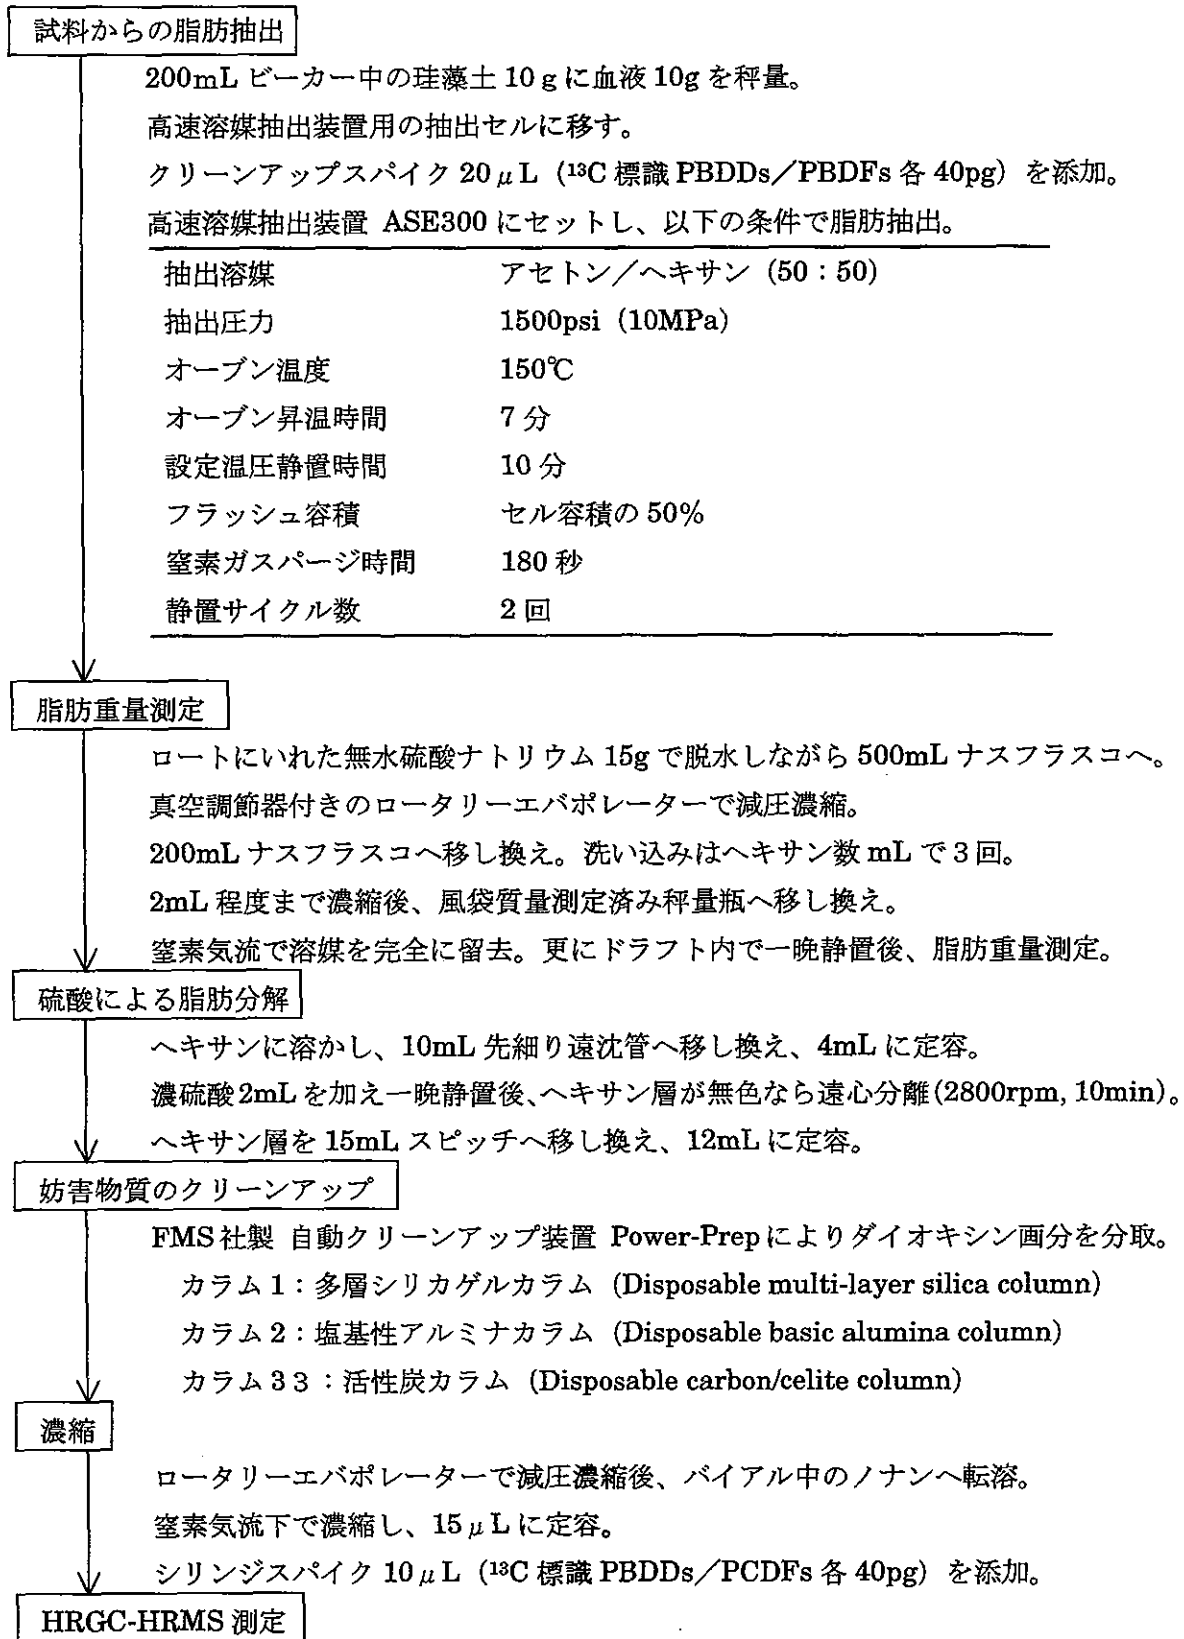 試料からの脂肪抽出
200mL ビーカー中の珪藻土 10 g に血液 10g を秤量。
高速溶媒抽出装置用の抽出セルに移す。
クリーンアップスパイク 20 μ L（¹³C 標識 PBDDs／PBDFs 各 40pg）を添加。
高速溶媒抽出装置 ASE300 にセットし、以下の条件で脂肪抽出。
抽出溶媒 アセトン／ヘキサン（50：50）
抽出圧力 1500psi（10MPa）
オーブン温度 150℃
オーブン昇温時間 7 分
設定温圧静置時間 10 分
フラッシュ容積 セル容積の 50%
窒素ガスパージ時間 180 秒
静置サイクル数 2 回
脂肪重量測定
ロートにいれた無水硫酸ナトリウム 15g で脱水しながら 500mL ナスフラスコへ。
真空調節器付きのロータリーエバポレーターで減圧濃縮。
200mL ナスフラスコへ移し換え。洗い込みはヘキサン数 mL で３回。
2mL 程度まで濃縮後、風袋質量測定済み秤量瓶へ移し換え。
窒素気流で溶媒を完全に留去。更にドラフト内で一晩静置後、脂肪重量測定。
硫酸による脂肪分解
ヘキサンに溶かし、10mL 先細り遠沈管へ移し換え、4mL に定容。
濃硫酸 2mL を加え一晩静置後、ヘキサン層が無色なら遠心分離(2800rpm, 10min)。
ヘキサン層を 15mL スピッチへ移し換え、12mL に定容。
妨害物質のクリーンアップ
FMS 社製 自動クリーンアップ装置 Power-Prep によりダイオキシン画分を分取。
カラム 1：多層シリカゲルカラム（Disposable multi-layer silica column）
カラム 2：塩基性アルミナカラム（Disposable basic alumina column）
カラム 3３：活性炭カラム（Disposable carbon/celite column）
濃縮
ロータリーエバポレーターで減圧濃縮後、バイアル中のノナンへ転溶。
窒素気流下で濃縮し、15 μ L に定容。
シリンジスパイク 10 μ L（¹³C 標識 PBDDs／PCDFs 各 40pg）を添加。
HRGC-HRMS 測定